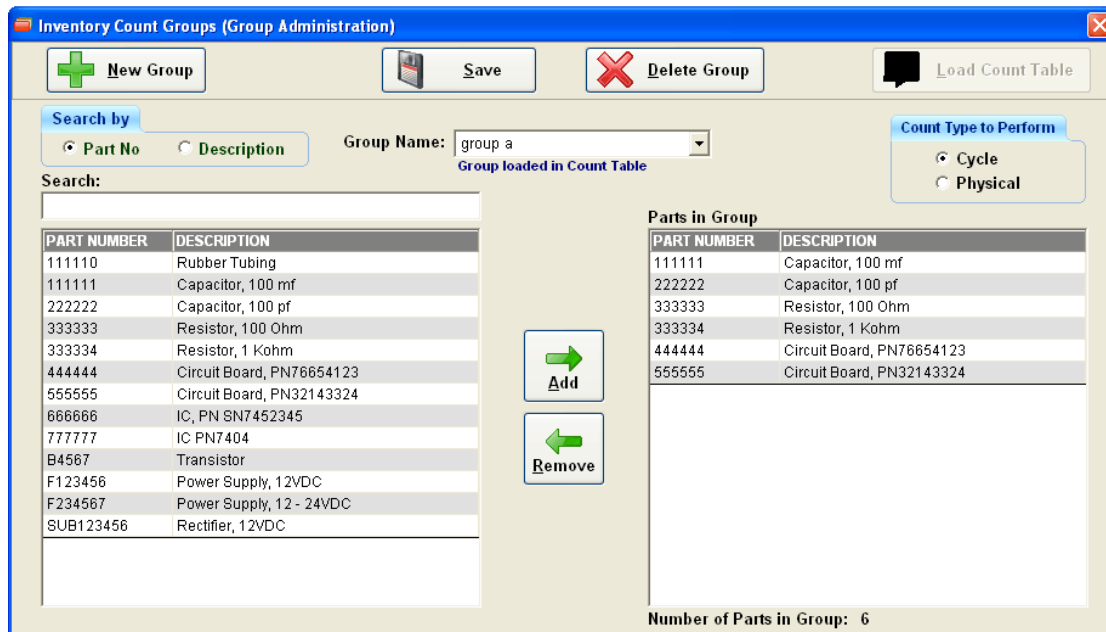 Inventory Count Groups (Group Administration)
New Group Save Delete Group Load Count Table
Search by
Part No Description
Group Name: group a
Group loaded in Count Table
Count Type to Perform
Cycle
Physical
Search:
PART NUMBER DESCRIPTION
111110 Rubber Tubing
111111 Capacitor, 100 mf
222222 Capacitor, 100 pf
333333 Resistor, 100 Ohm
333334 Resistor, 1 Kohm
444444 Circuit Board, PN76654123
555555 Circuit Board, PN32143324
666666 IC, PN SN7452345
777777 IC PN7404
B4567 Transistor
F123456 Power Supply, 12VDC
F234567 Power Supply, 12 - 24VDC
SUB123456 Rectifier, 12VDC
Add
Remove
Parts in Group
PART NUMBER DESCRIPTION
111111 Capacitor, 100 mf
222222 Capacitor, 100 pf
333333 Resistor, 100 Ohm
333334 Resistor, 1 Kohm
444444 Circuit Board, PN76654123
555555 Circuit Board, PN32143324
Number of Parts in Group: 6